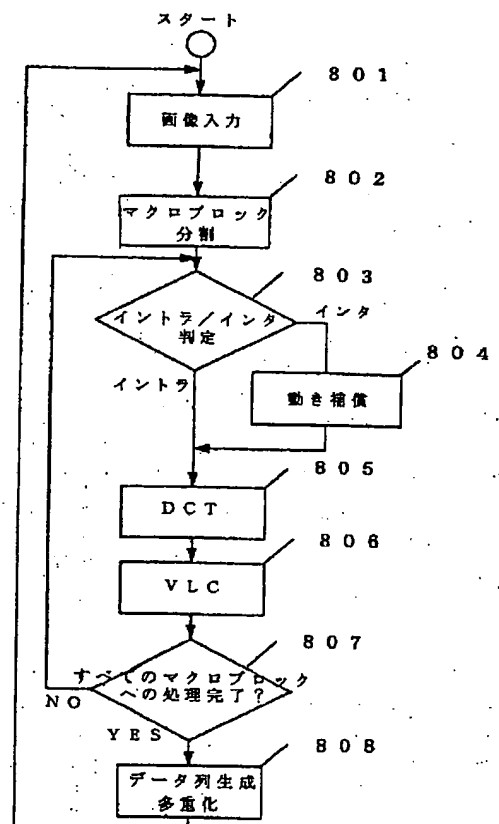 スタート
801
画像入力
802
マクロブロック
分割
803
イントラ/インタ
判定
インタ
イントラ
804
動き補償
805
DCT
806
VLC
807
すべてのマクロブロック
への処理完了?
NO
YES
808
データ列生成
多重化